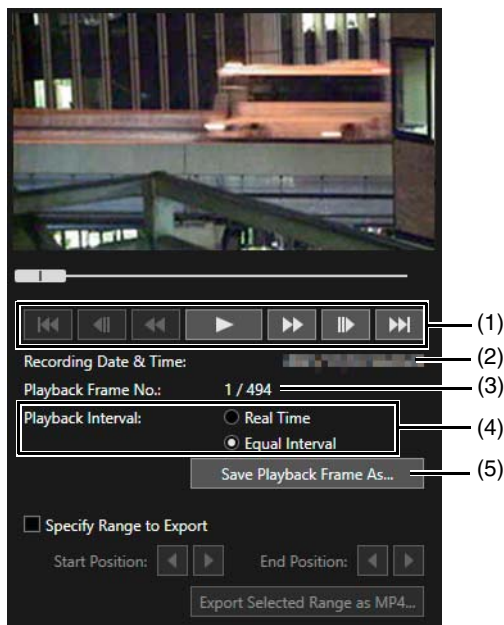 (1)
Recording Date & Time:
(2)
Playback Frame No.: 1 / 494
(3)
Playback Interval: Real Time
(4)
Equal Interval
Save Playback Frame As...
(5)
Specify Range to Export
Start Position: End Position:
Export Selected Range as MP4...